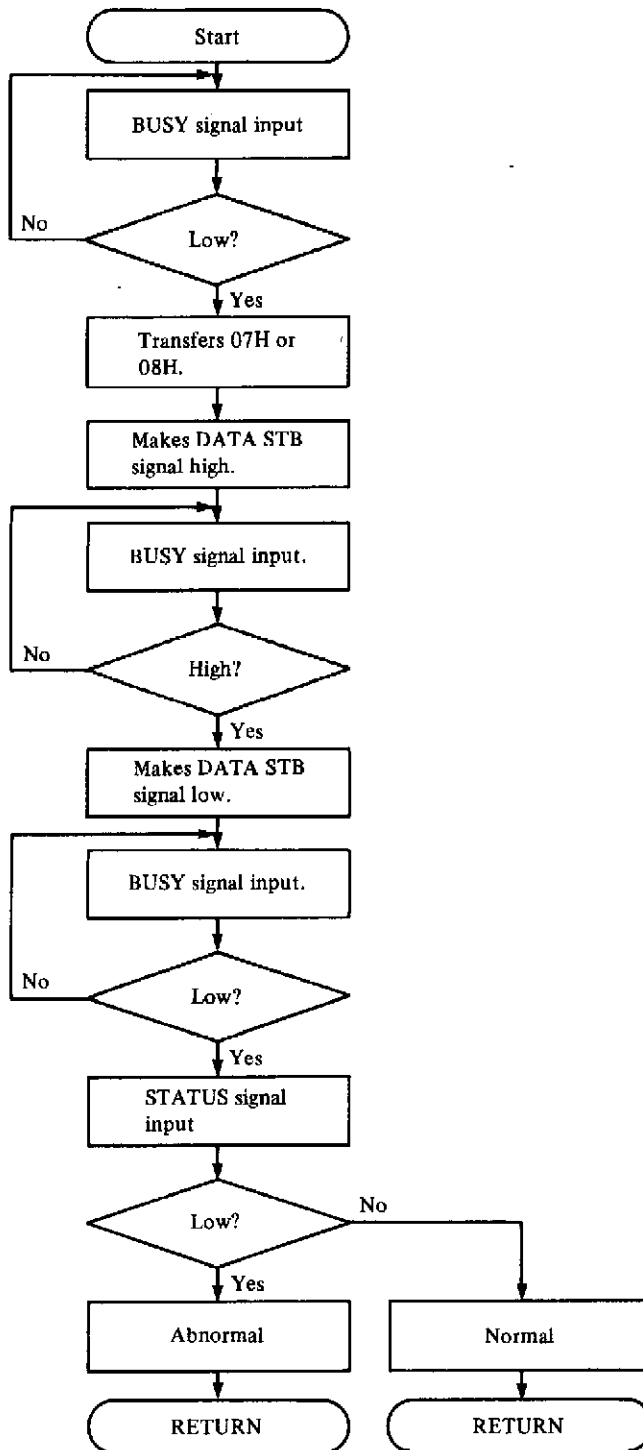 Start
BUSY signal input
Low?
No
Yes
Transfers 07H or
08H.
Makes DATA STB
signal high.
BUSY signal input.
High?
No
Yes
Makes DATA STB
signal low.
BUSY signal input.
Low?
No
Yes
STATUS signal
input
Low?
No
Yes
Abnormal
Normal
RETURN
RETURN